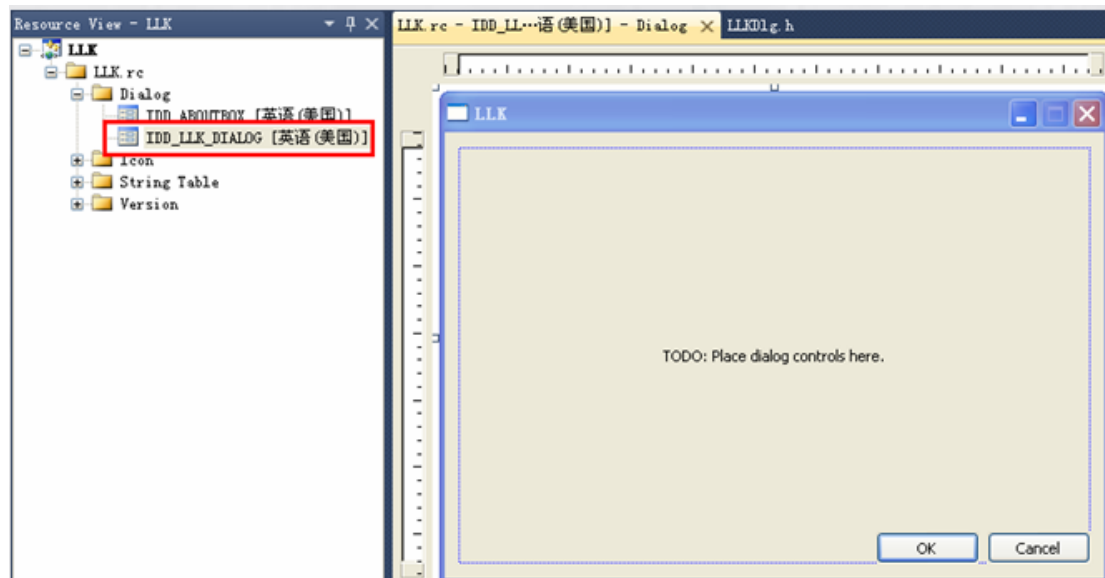 Resource View - LLK
LLK
LLK.rc
Dialog
IDD_ABOUTBOX [英语(美国)]
IDD_LLK_DIALOG [英语(美国)]
Icon
String Table
Version
LLK.rc - IDD_LL...语(美国)] - Dialog
LLKDlg.h
LLK
TODO: Place dialog controls here.
OK
Cancel